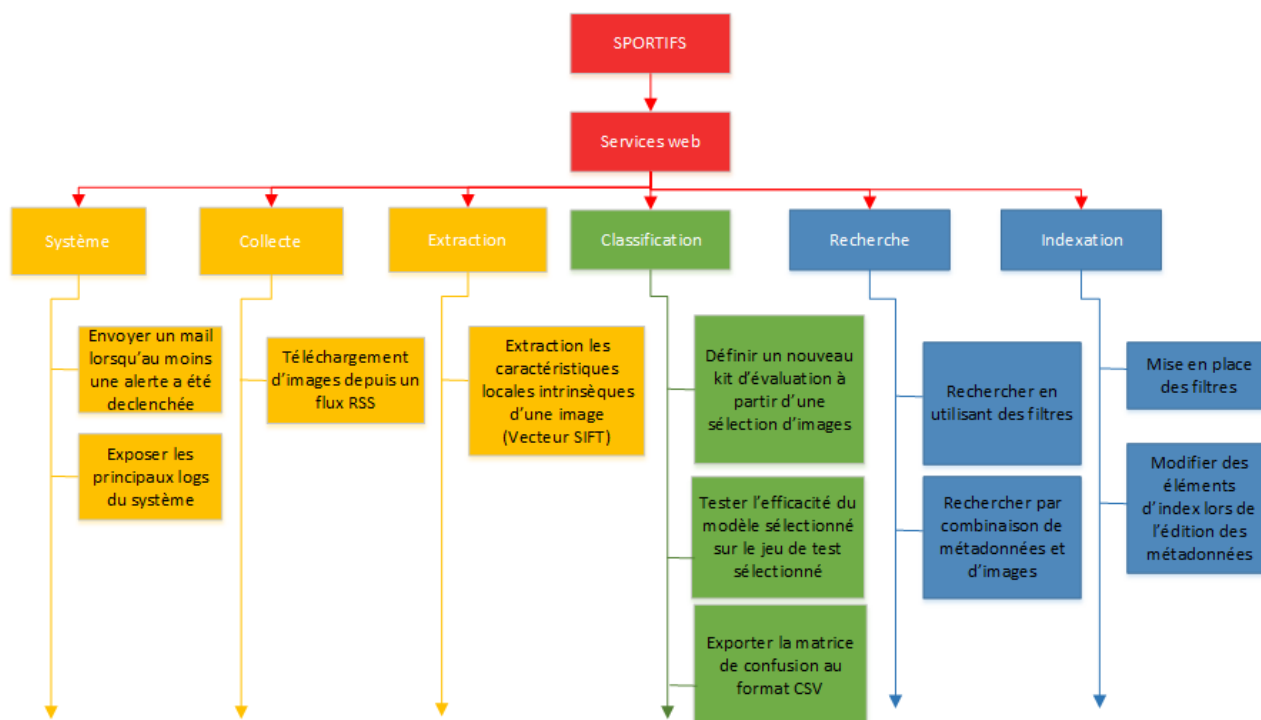 SPORTIFS
Services web
Système
Collecte
Extraction
Classification
Recherche
Indexation
Envoyer un mail
lorsqu'au moins
une alerte a été
declenchée
Exposer les
principaux logs
du système
Téléchargement
d'images depuis un
flux RSS
Extraction les
caractéristiques
locales intrinsèques
d'une image
(Vecteur SIFT)
Définir un nouveau
kit d'évaluation à
partir d'une
sélection d'images
Tester l'efficacité du
modèle sélectionné
sur le jeu de test
sélectionné
Exporter la matrice
de confusion au
format CSV
Rechercher en
utilisant des filtres
Rechercher par
combinaison de
métadonnées et
d'images
Mise en place
des filtres
Modifier des
éléments
d'index lors de
l'édition des
métadonnées